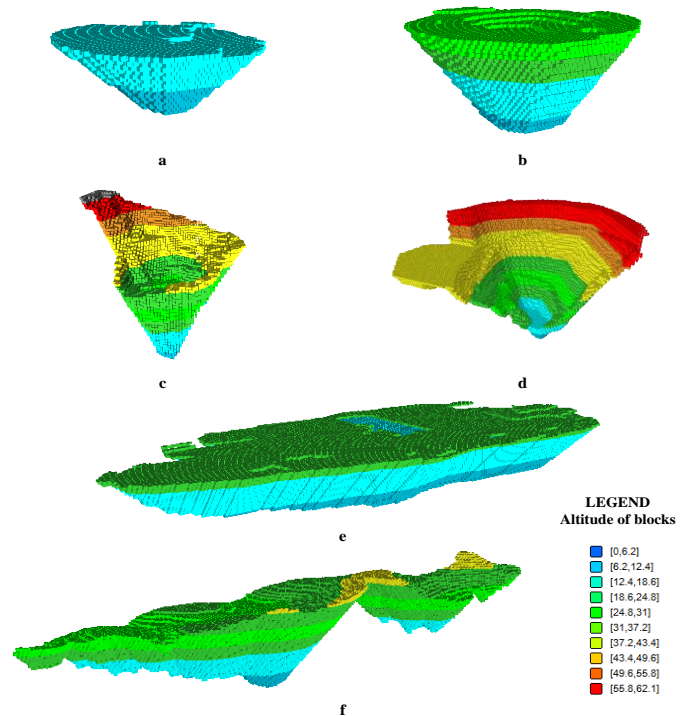 a
b
c
d
e
f
LEGEND
Altitude of blocks
[0,6.2]
[6.2,12.4]
[12.4,18.6]
[18.6,24.8]
[24.8,31]
[31,37.2]
[37.2,43.4]
[43.4,49.6]
[49.6,55.8]
[55.8,62.1]